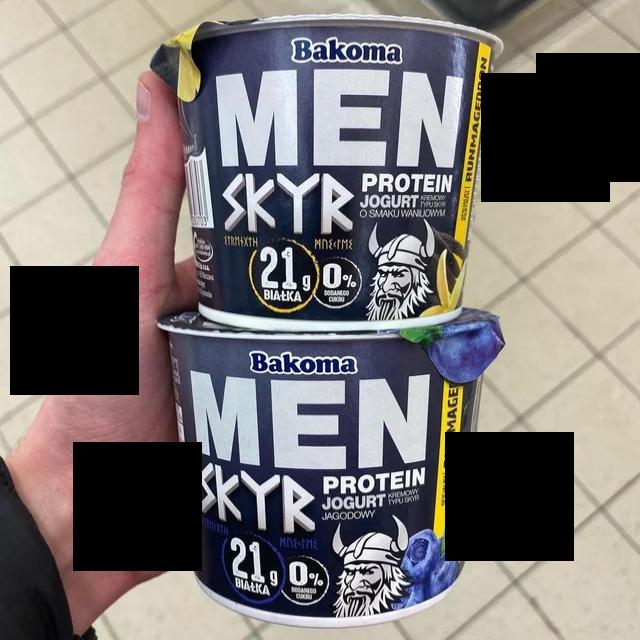 Bakoma
MEN
SKYR
PROTEIN
JOGURT KREMOWY
TYPU SKYR
O SMAKU WANILIOWYM
21g
BIAŁKA
0%
DODANEGO
CUKRU
RUNMAGEDDON
Bakoma
MEN
SKYR
PROTEIN
JOGURT KREMOWY
TYPU SKYR
JAGODOWY
21g
BIAŁKA
0%
DODANEGO
CUKRU